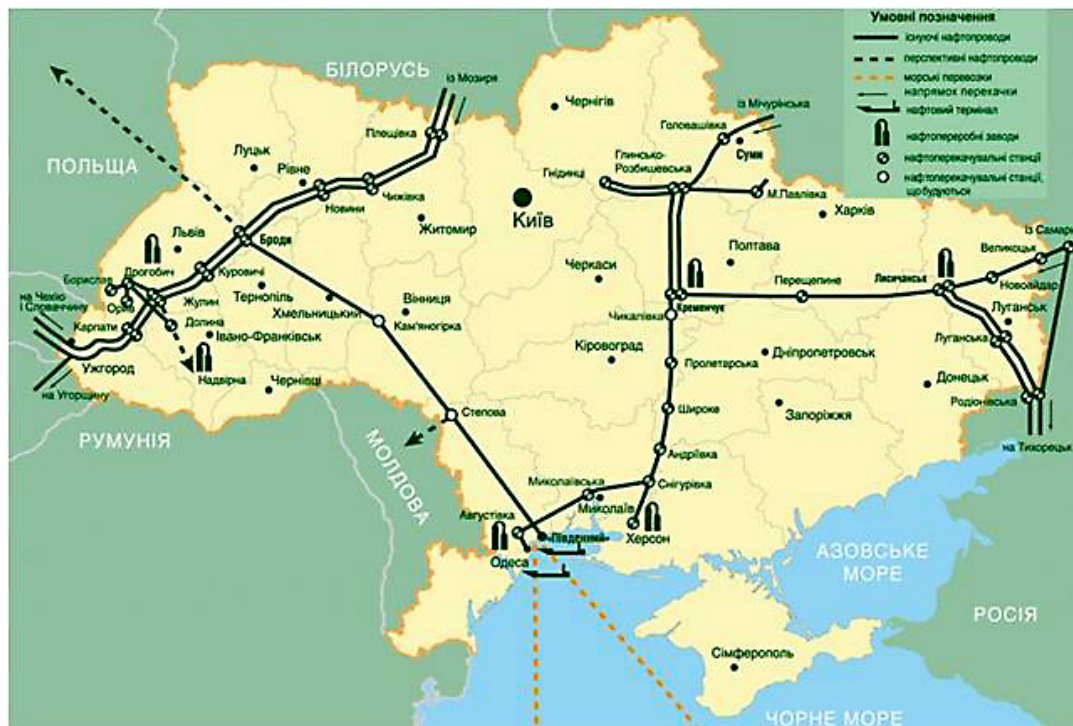 Умовні позначення
існуючі нафтопроводи
перспективні нафтопроводи
морські перевозки
напрямок перекачки
нафтовий термінал
нафтопереробні заводи
нафтоперекачувальні станції
нафтоперекачувальні станції,
що будуються
БІЛОРУСЬ
із Мозиря
Чернігів
із Мічурінська
Плещівка
Головашівка
Суми
ПОЛЬЩА
Луцьк
Рівне
Глинсько-
Розбишевська
Гнідинці
Чижівка
Новини
Київ
М.Павлівка
Харків
Житомир
Львів
Броди
Полтава
із Самари
Великоцьк
Дрогобич
Куровичі
Черкаси
Лисичанськ
Новоайдар
Борислав
Тернопіль
Перещепине
Орів
Жулин
Хмельницький
Вінниця
Кременчук
Луганськ
на Чехію
і Словаччину
Долина
Кам'яногірка
Чикалівка
Карпати
Івано-Франківськ
Луганська
Кіровоград
Дніпропетровськ
Пролетарська
Ужгород
Надвірна
Чернівці
Донецьк
на Угорщину
Родіонівська
Степова
Широке
Запоріжжя
РУМУНІЯ
МОЛДОВА
на Тихорецьк
Андріївка
Миколаївська
Снігурівка
Миколаїв
Августівка
«Південний»
Херсон
Одеса
АЗОВСЬКЕ
МОРЕ
РОСІЯ
Сімферополь
ЧОРНЕ МОРЕ